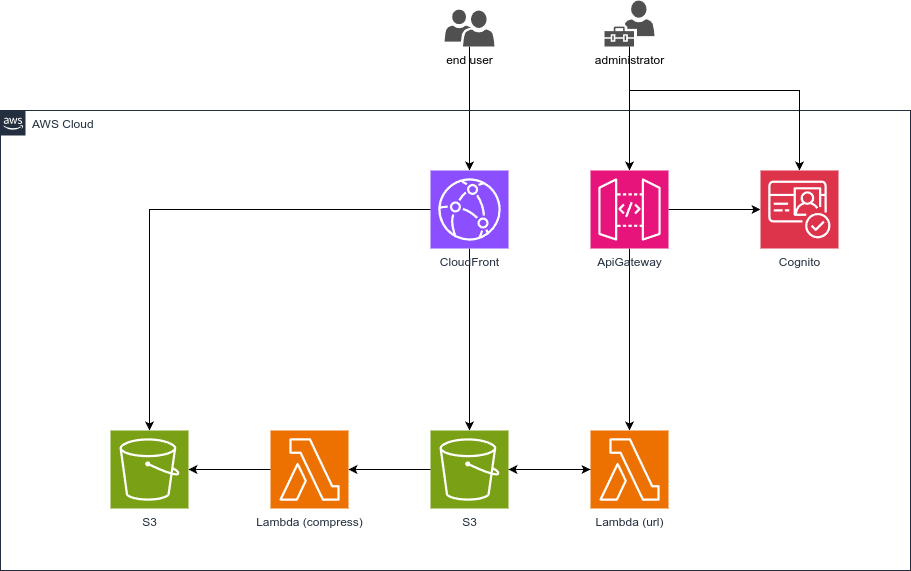 end user
administrator
aws
AWS Cloud
CloudFront
ApiGateway
Cognito
S3
Lambda (compress)
S3
Lambda (url)